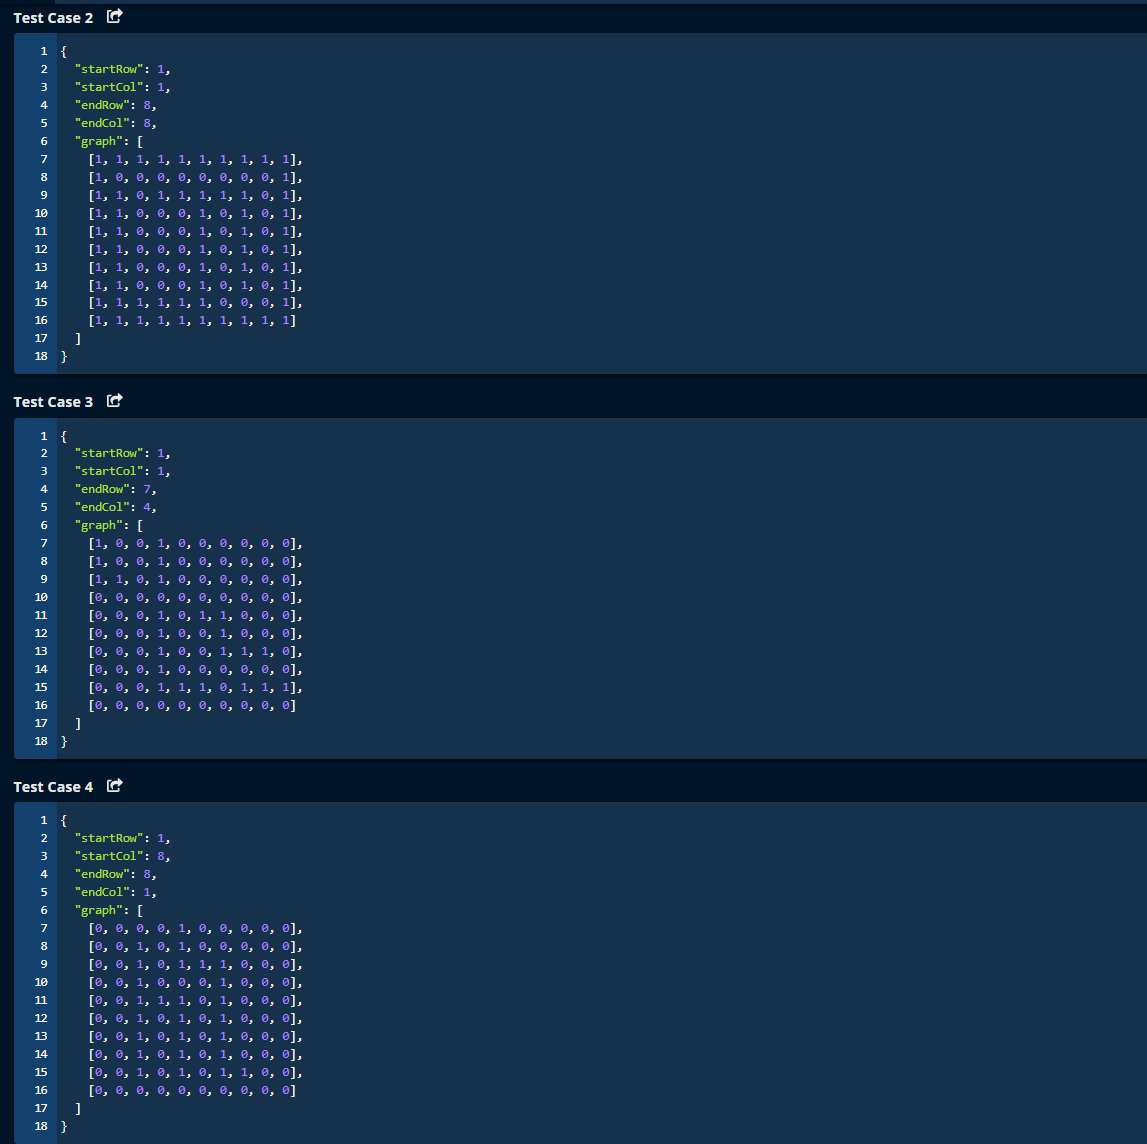 Test Case 2
1 {
2 "startRow": 1,
3 "startCol": 1,
4 "endRow": 8,
5 "endCol": 8,
6 "graph": [
7 [1, 1, 1, 1, 1, 1, 1, 1, 1, 1],
8 [1, 0, 0, 0, 0, 0, 0, 0, 0, 1],
9 [1, 1, 0, 1, 1, 1, 1, 1, 0, 1],
10 [1, 1, 0, 0, 0, 1, 0, 1, 0, 1],
11 [1, 1, 0, 0, 0, 1, 0, 1, 0, 1],
12 [1, 1, 0, 0, 0, 1, 0, 1, 0, 1],
13 [1, 1, 0, 0, 0, 1, 0, 1, 0, 1],
14 [1, 1, 0, 0, 0, 1, 0, 1, 0, 1],
15 [1, 1, 1, 1, 1, 1, 0, 0, 0, 1],
16 [1, 1, 1, 1, 1, 1, 1, 1, 1, 1]
17 ]
18 }
Test Case 3
1 {
2 "startRow": 1,
3 "startCol": 1,
4 "endRow": 7,
5 "endCol": 4,
6 "graph": [
7 [1, 0, 0, 1, 0, 0, 0, 0, 0, 0],
8 [1, 0, 0, 1, 0, 0, 0, 0, 0, 0],
9 [1, 1, 0, 1, 0, 0, 0, 0, 0, 0],
10 [0, 0, 0, 0, 0, 0, 0, 0, 0, 0],
11 [0, 0, 0, 1, 0, 1, 1, 0, 0, 0],
12 [0, 0, 0, 1, 0, 0, 1, 0, 0, 0],
13 [0, 0, 0, 1, 0, 0, 1, 1, 1, 0],
14 [0, 0, 0, 1, 0, 0, 0, 0, 0, 0],
15 [0, 0, 0, 1, 1, 1, 0, 1, 1, 1],
16 [0, 0, 0, 0, 0, 0, 0, 0, 0, 0]
17 ]
18 }
Test Case 4
1 {
2 "startRow": 1,
3 "startCol": 8,
4 "endRow": 8,
5 "endCol": 1,
6 "graph": [
7 [0, 0, 0, 0, 1, 0, 0, 0, 0, 0],
8 [0, 0, 1, 0, 1, 0, 0, 0, 0, 0],
9 [0, 0, 1, 0, 1, 1, 1, 0, 0, 0],
10 [0, 0, 1, 0, 0, 0, 1, 0, 0, 0],
11 [0, 0, 1, 1, 1, 0, 1, 0, 0, 0],
12 [0, 0, 1, 0, 1, 0, 1, 0, 0, 0],
13 [0, 0, 1, 0, 1, 0, 1, 0, 0, 0],
14 [0, 0, 1, 0, 1, 0, 1, 0, 0, 0],
15 [0, 0, 1, 0, 1, 0, 1, 1, 0, 0],
16 [0, 0, 0, 0, 0, 0, 0, 0, 0, 0]
17 ]
18 }